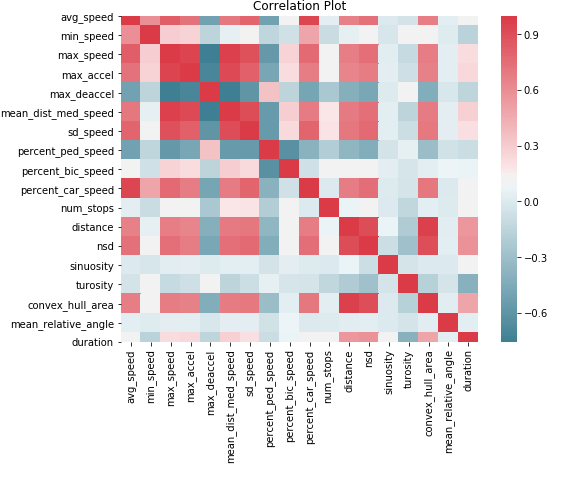 Correlation Plot
avg_speed
min_speed
max_speed
max_accel
max_deaccel
mean_dist_med_speed
sd_speed
percent_ped_speed
percent_bic_speed
percent_car_speed
num_stops
distance
nsd
sinuosity
turosity
convex_hull_area
mean_relative_angle
duration
avg_speed
min_speed
max_speed
max_accel
max_deaccel
mean_dist_med_speed
sd_speed
percent_ped_speed
percent_bic_speed
percent_car_speed
num_stops
distance
nsd
sinuosity
turosity
convex_hull_area
mean_relative_angle
duration
0.9
0.6
0.3
0.0
−0.3
−0.6